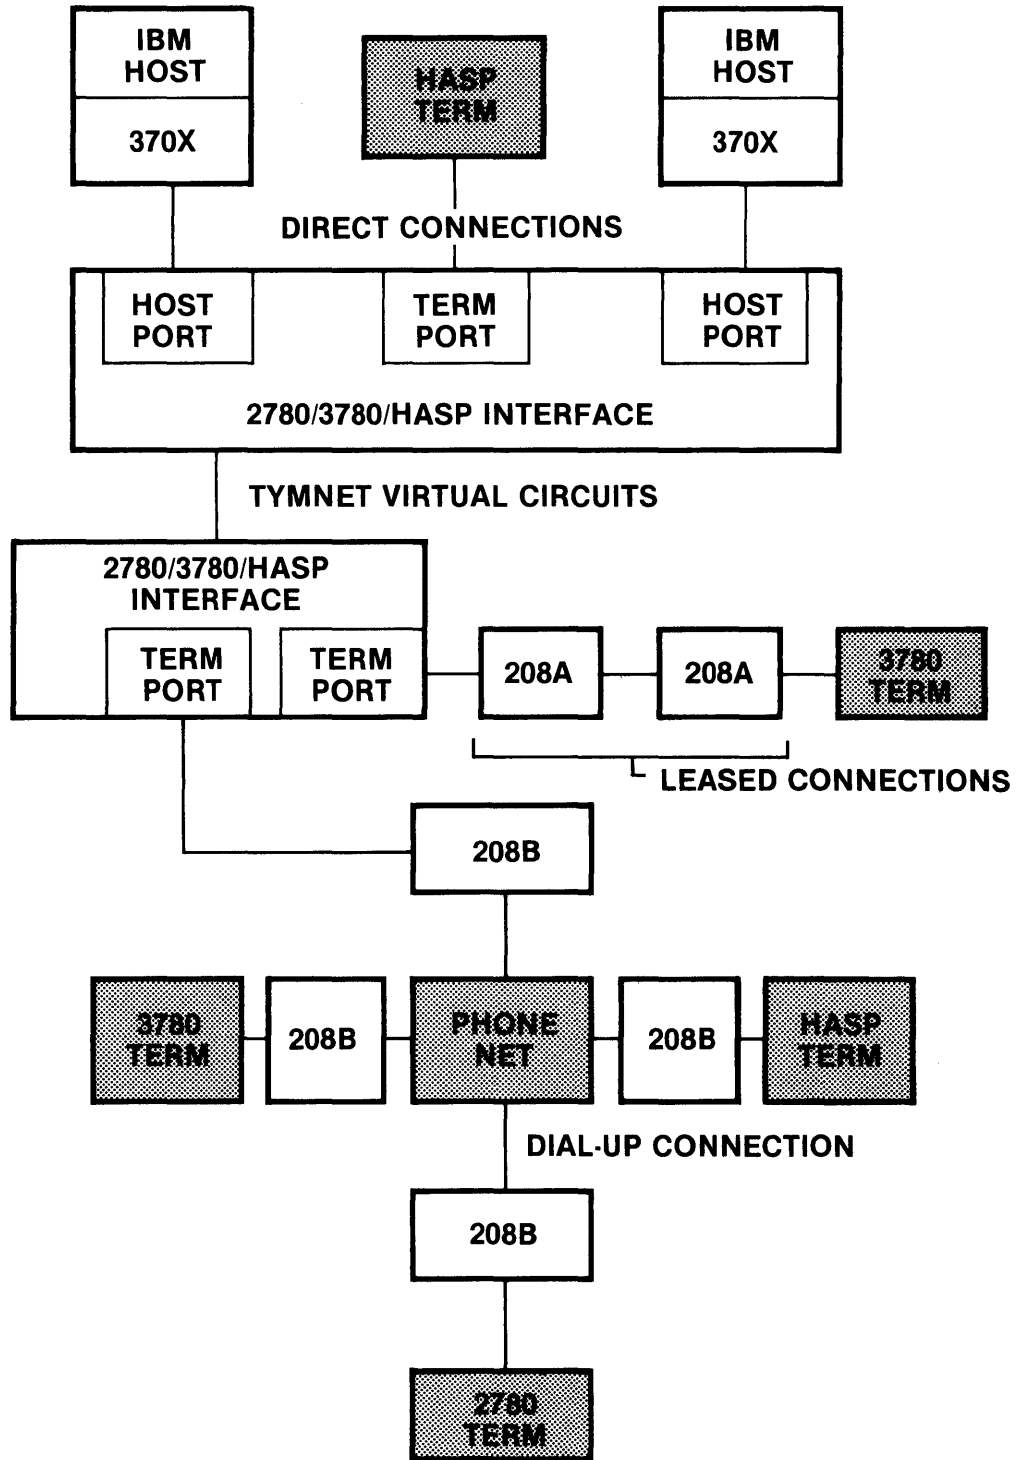 IBM
HOST
370X
HASP
TERM
IBM
HOST
370X
DIRECT CONNECTIONS
HOST
PORT
TERM
PORT
HOST
PORT
2780/3780/HASP INTERFACE
TYMNET VIRTUAL CIRCUITS
2780/3780/HASP
INTERFACE
TERM
PORT
TERM
PORT
208A
208A
3780
TERM
LEASED CONNECTIONS
208B
3780
TERM
208B
PHONE
NET
208B
HASP
TERM
DIAL-UP CONNECTION
208B
2780
TERM